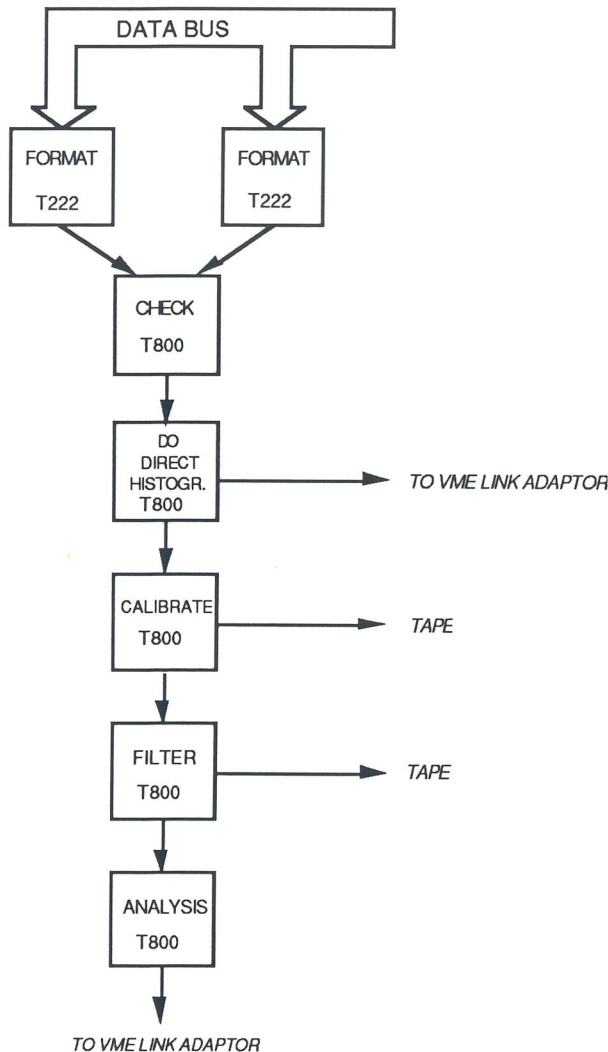 DATA BUS
FORMAT
T222
FORMAT
T222
CHECK
T800
DO
DIRECT
HISTOGR.
T800
TO VME LINK ADAPTOR
CALIBRATE
T800
TAPE
FILTER
T800
TAPE
ANALYSIS
T800
TO VME LINK ADAPTOR